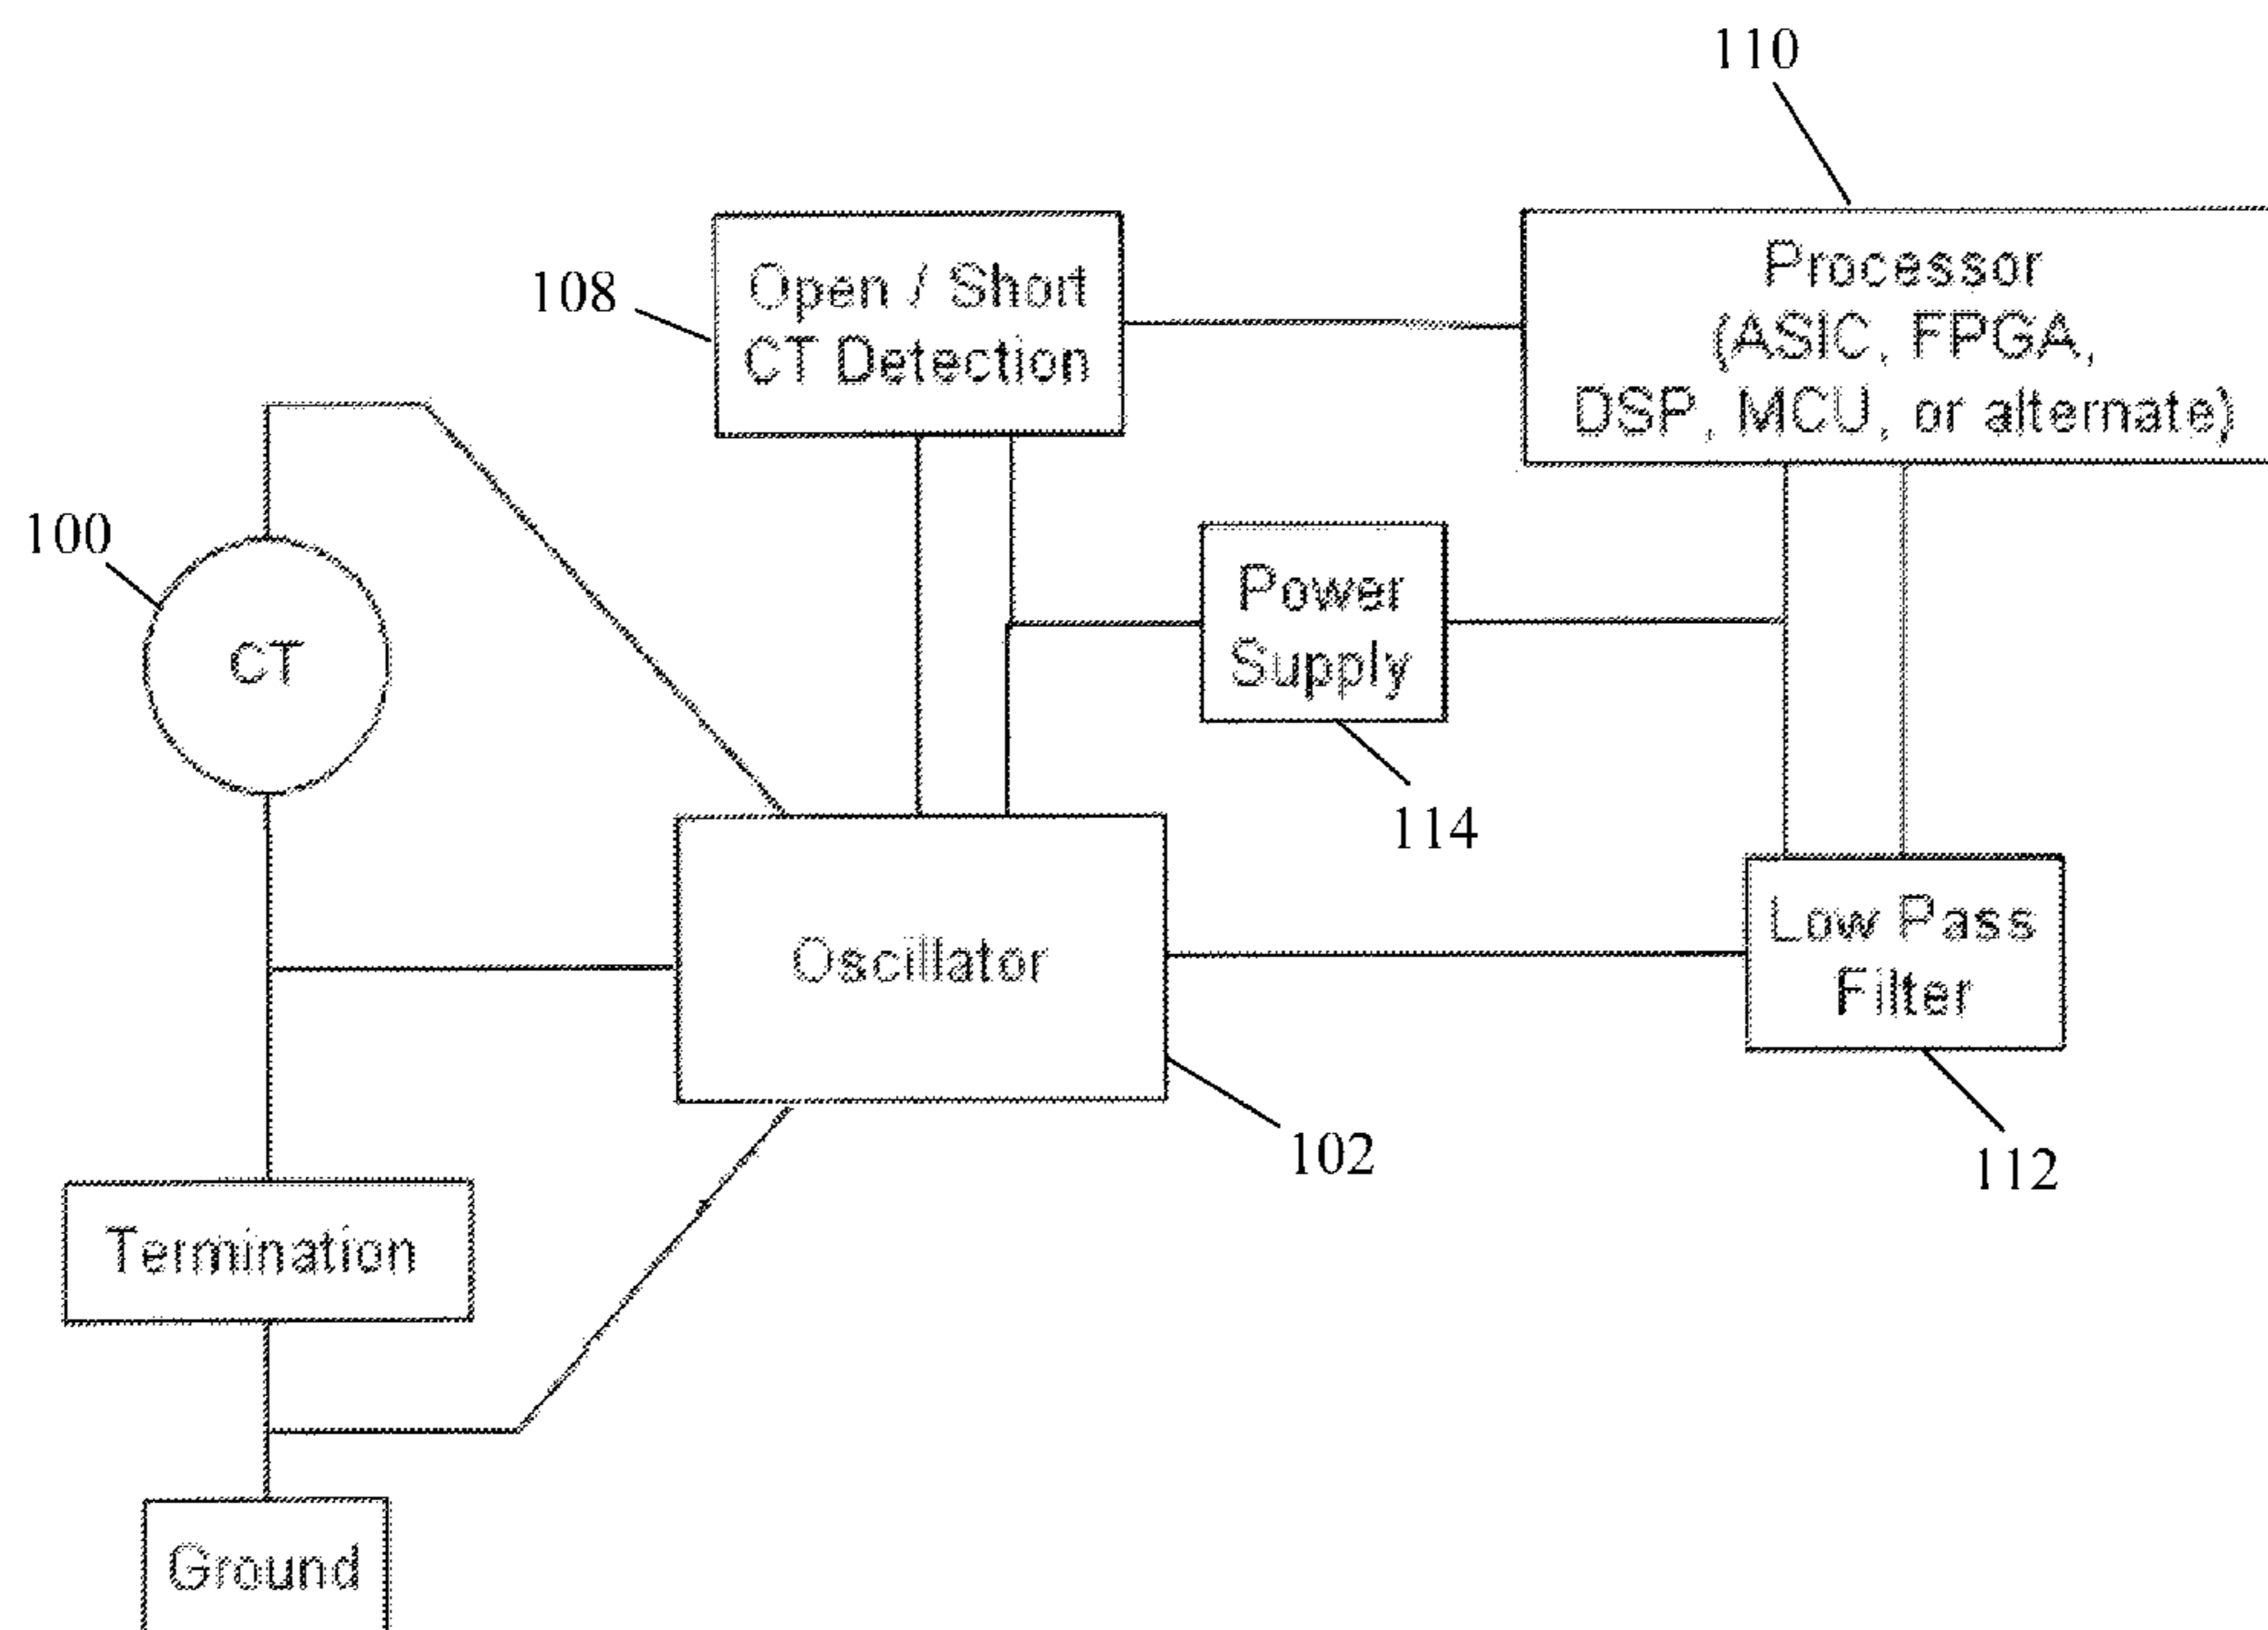 110
108
Open / Short
CT Detection
Processor
(ASIC, FPGA,
DSP, MCU, or alternate)
100
CT
Power
Supply
114
Oscillator
Low Pass
Filter
102
112
Termination
Ground